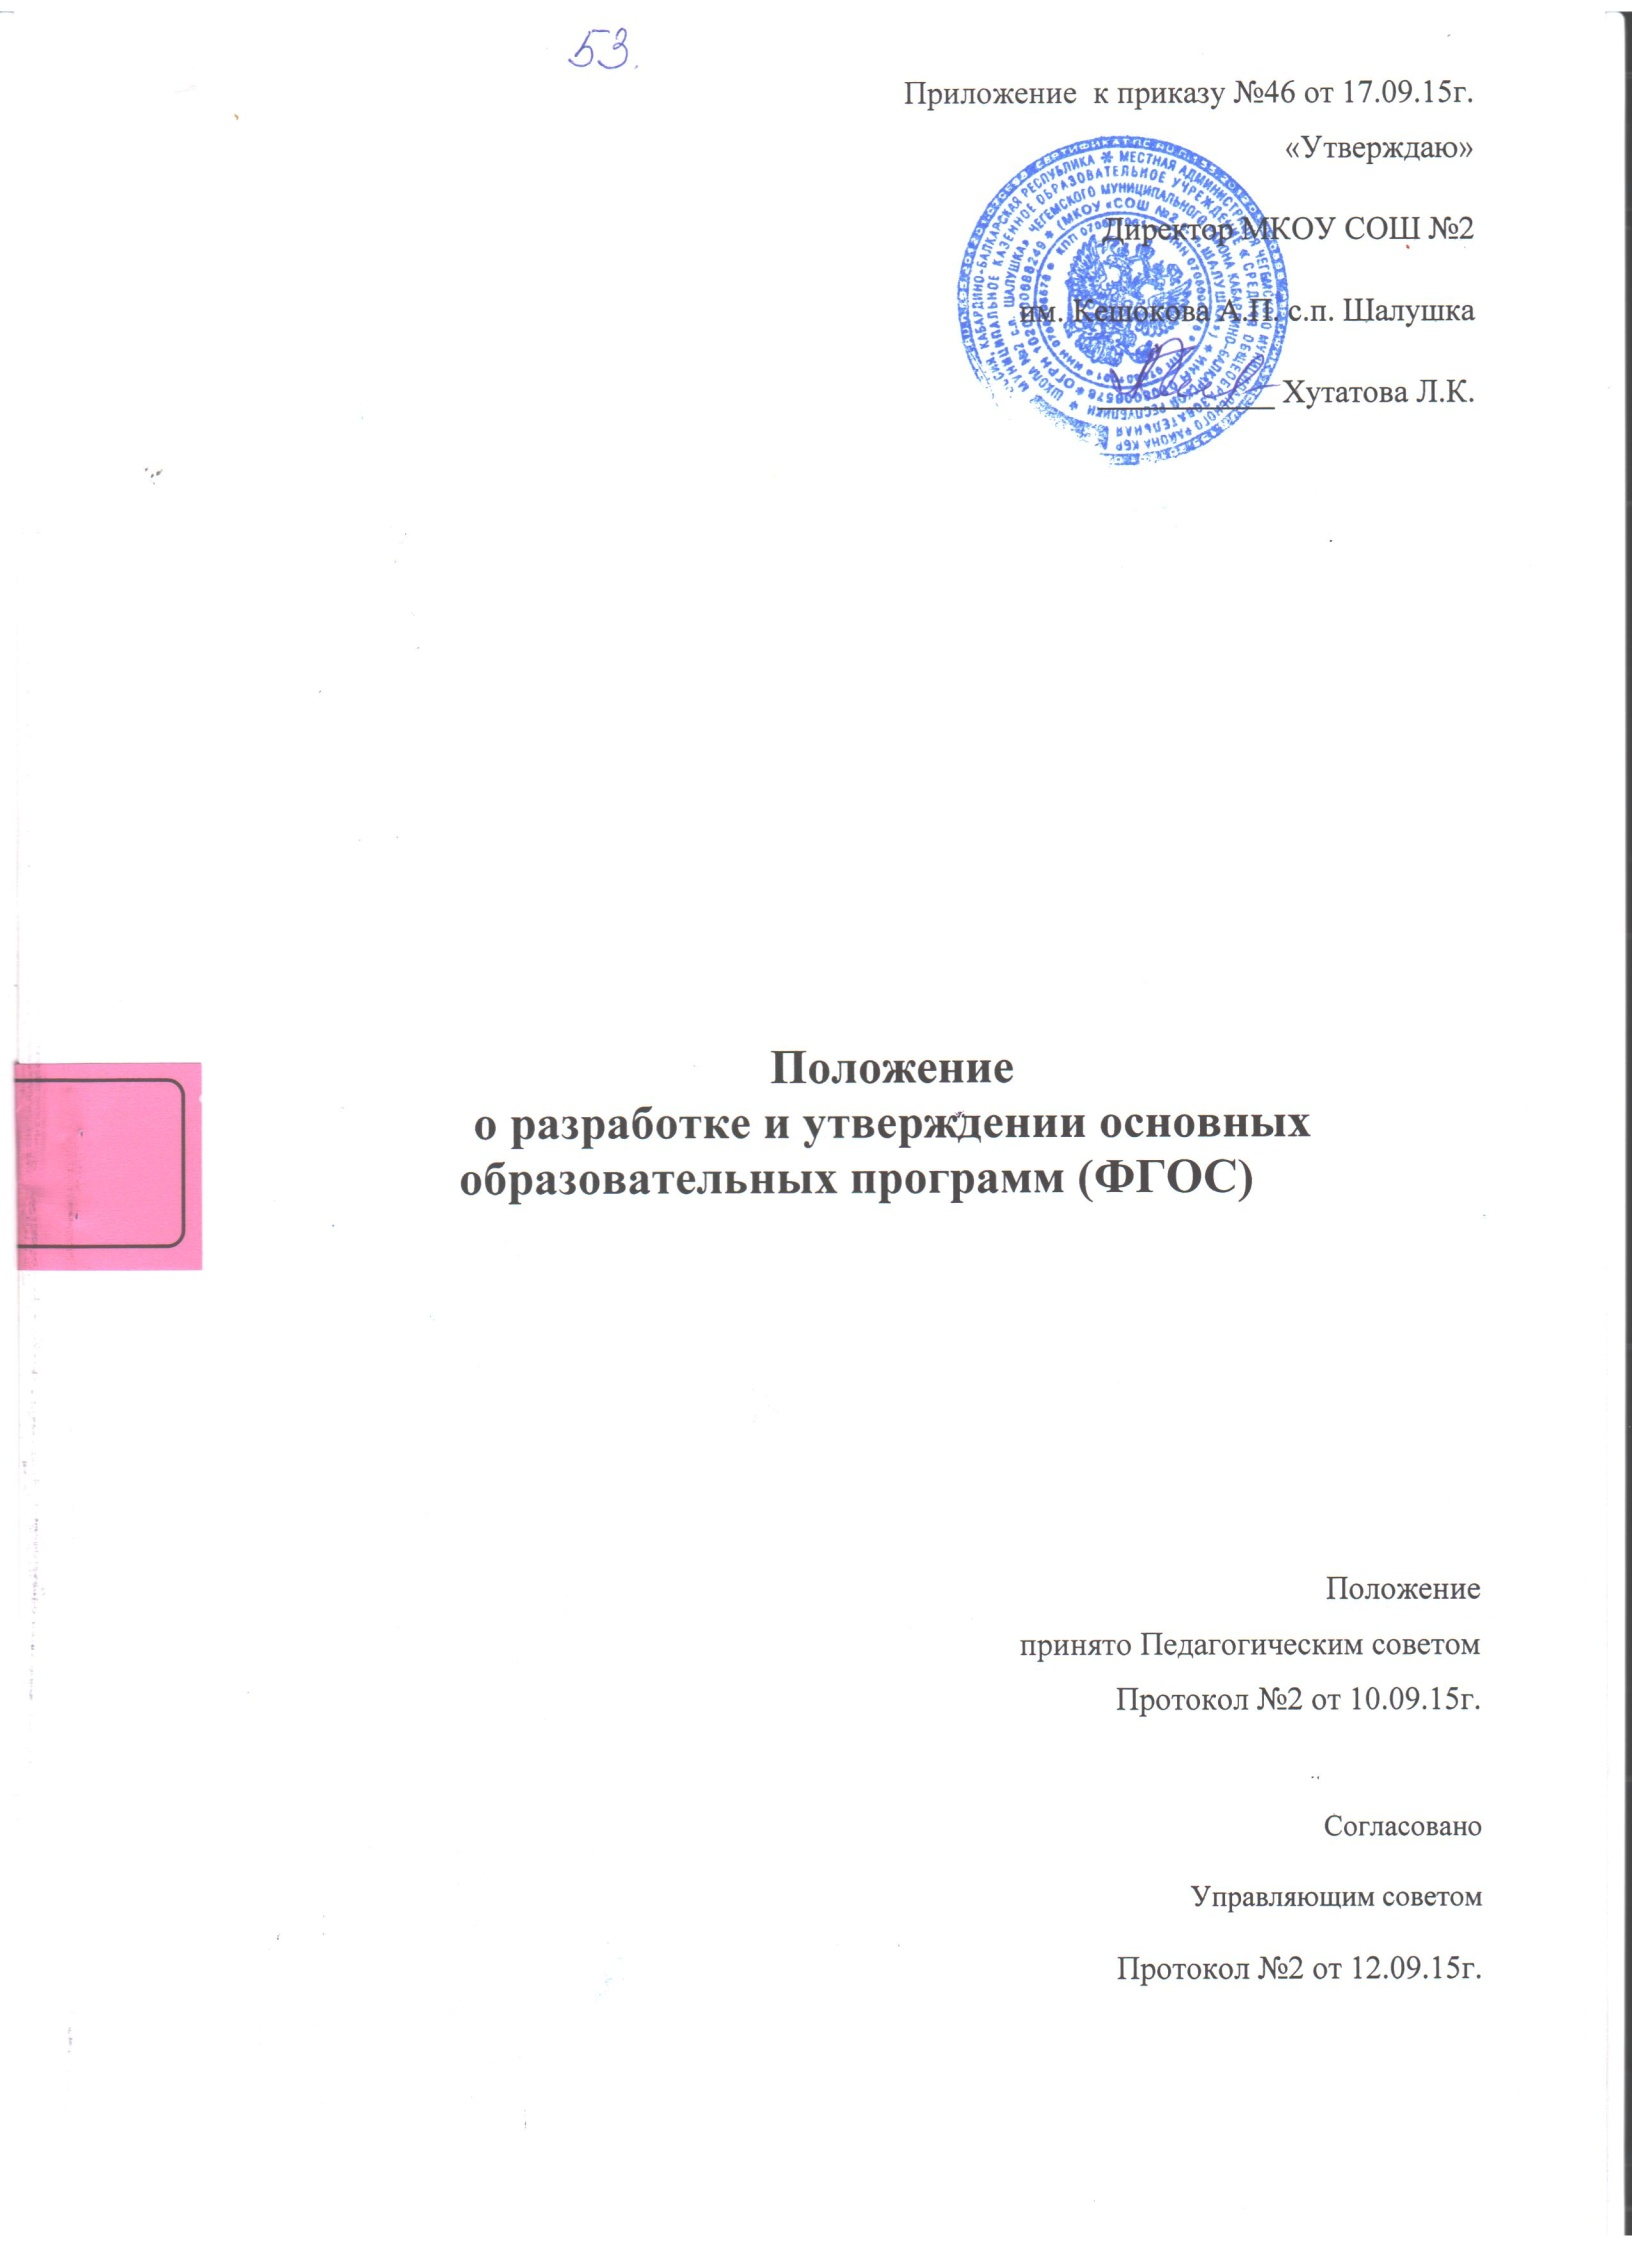 53.
Приложение к приказу №46 от 17.09.15г.
«Утверждаю»
Директор МКОУ СОШ №2
им. Кешокова А.П. с.п. Шалушка
Хутатова Л.К.
Положение
о разработке и утверждении основных
образовательных программ (ФГОС)
Положение
принято Педагогическим советом
Протокол №2 от 10.09.15г.
Согласовано
Управляющим советом
Протокол №2 от 12.09.15г.